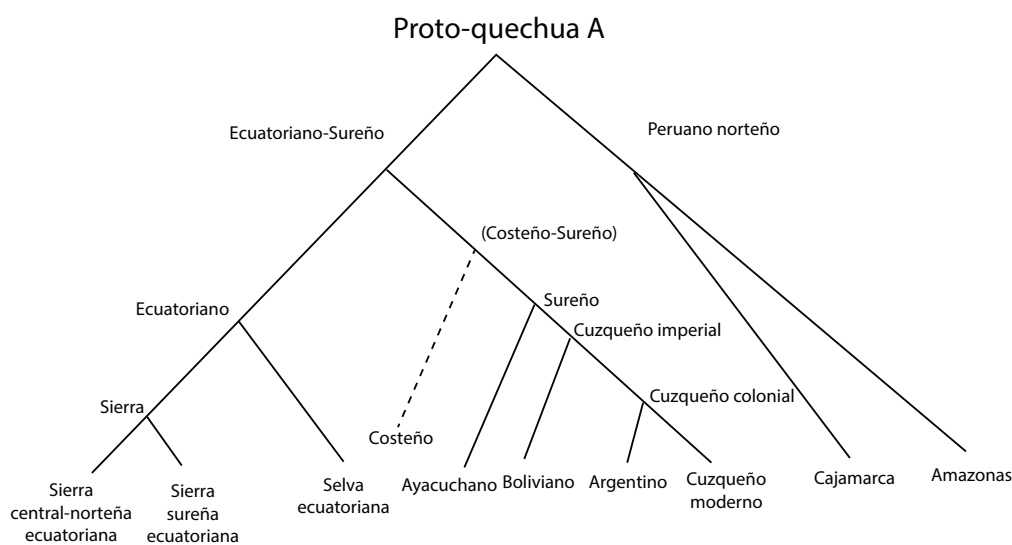 Proto-quechua A
Ecuatoriano-Sureño
Peruano norteño
(Costeño-Sureño)
Ecuatoriano
Sureño
Cuzqueño imperial
Sierra
Cuzqueño colonial
Costeño
Sierra
central-norteña
ecuatoriana
Sierra
sureña
ecuatoriana
Selva
ecuatoriana
Ayacuchano
Boliviano
Argentino
Cuzqueño
moderno
Cajamarca
Amazonas